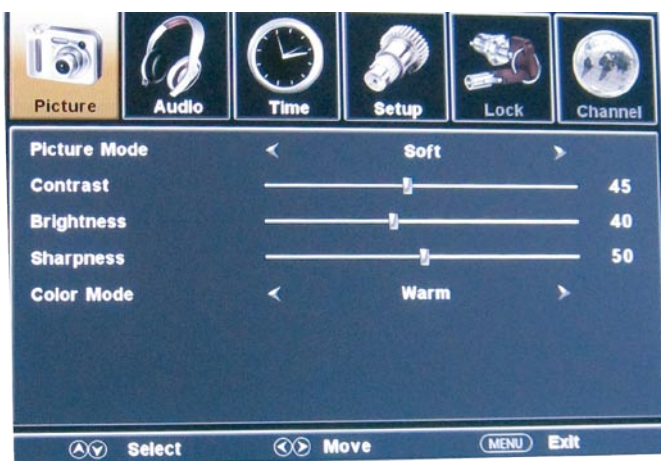 Picture Audio Time Setup Lock Channel
Picture Mode Soft
Contrast 45
Brightness 40
Sharpness 50
Color Mode Warm
Select Move MENU Exit